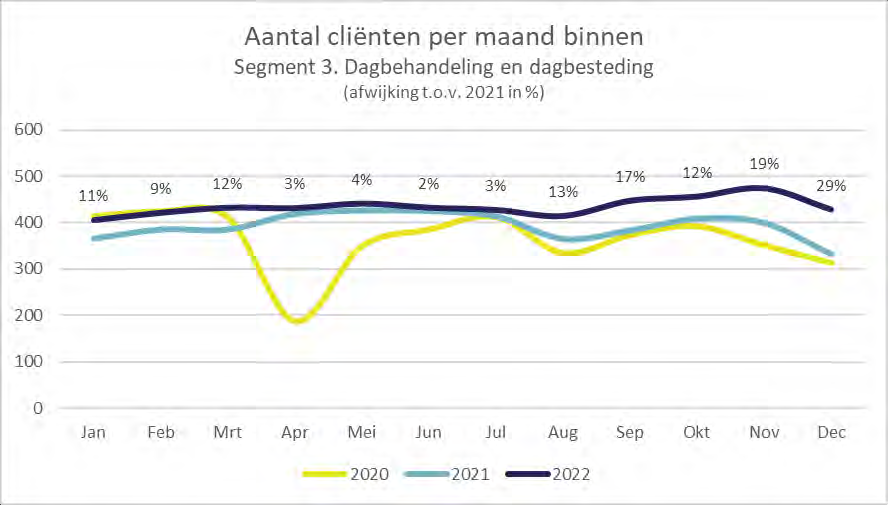 Aantal cliënten per maand binnen
Segment 3. Dagbehandeling en dagbesteding
(afwijking t.o.v. 2021 in %)
600
500
400
300
200
100
0
11% 9% 12% 3% 4% 2% 3% 13% 17% 12% 19% 29%
Jan Feb Mrt Apr Mei Jun Jul Aug Sep Okt Nov Dec
2020 2021 2022